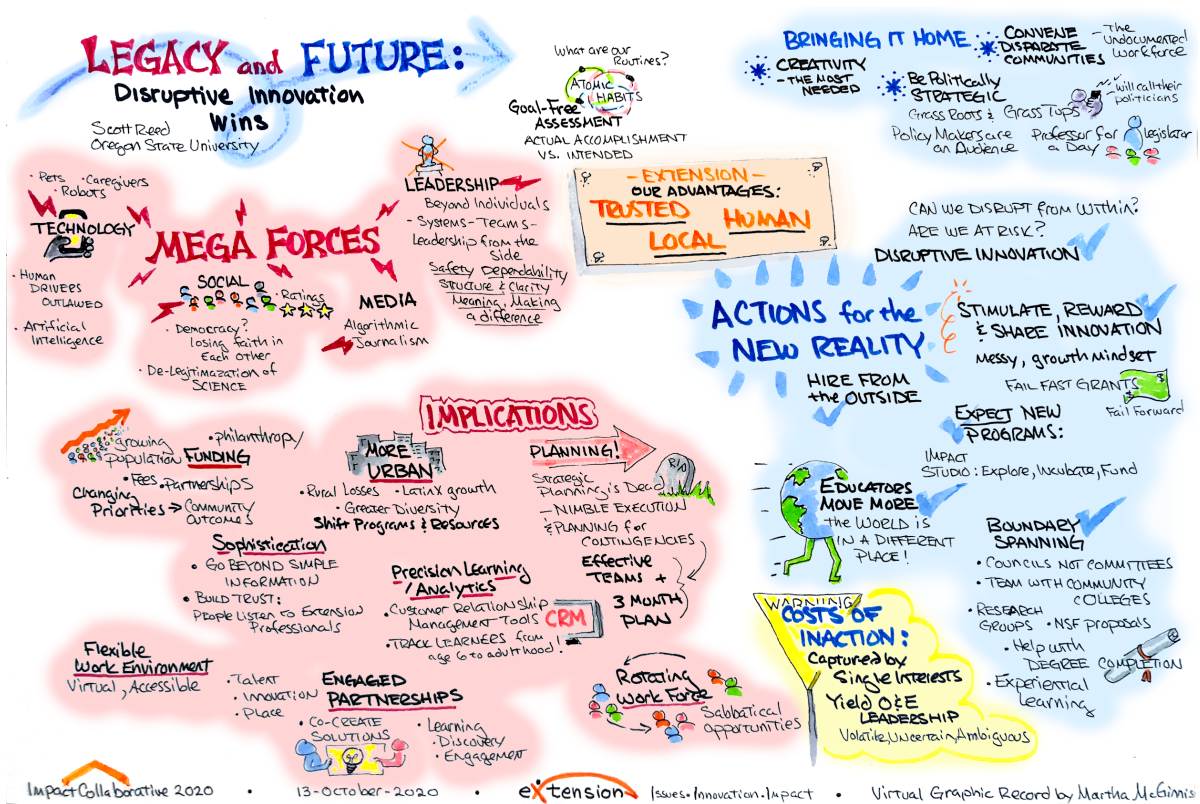 LEGACY and FUTURE:
Disruptive Innovation
Wins
Scott Reed
Oregon State University
What are our
Routines?
ATOMIC
HABITS
Goal-Free
ASSESSMENT
ACTUAL ACCOMPLISHMENT
VS. INTENDED
BRINGING IT HOME
CREATIVITY
- THE MOST
NEEDED
CONVENE
DISPARATE
COMMUNITIES
- The
undocumented
workforce
Be Politically
STRATEGIC
Grass Roots & Grass Tops
- will call their
politicians
Policy Makers are
an Audience
Professor for
a Day
legislator
MEGA FORCES
• Pets • Caregivers
• Robots
TECHNOLOGY
• Human
DRIVERS
OUTLAWED
• Artificial
Intelligence
SOCIAL
• Ratings
• Democracy?
losing faith in
Each other
• De-Legitimazation of
SCIENCE
MEDIA
Algorithmic
Journalism
LEADERSHIP
Beyond Individuals
- Systems - Teams -
Leadership from the
Side
Safety Dependability
Structure & Clarity
Meaning, Making
a difference
- EXTENSION -
OUR ADVANTAGES:
TRUSTED
HUMAN
LOCAL
CAN WE DISRUPT from WITHIN?
ARE WE AT RISK?
DISRUPTIVE INNOVATION
ACTIONS for the
NEW REALITY
STIMULATE, REWARD
& SHARE INNOVATION
Messy, growth mindset
FAIL FAST GRANTS
Fail Forward
HIRE FROM
the OUTSIDE
EXPECT NEW
PROGRAMS:
IMPACT
STUDIO: Explore, Incubate, Fund
EDUCATORS
MOVE MORE
the WORLD IS
IN A DIFFERENT
PLACE!
BOUNDARY
SPANNING
• COUNCILS NOT COMMITTEES
• TEAM WITH COMMUNITY
COLLEGES
• RESEARCH
GROUPS
• NSF proposals
• Help with
DEGREE COMPLETION
• Experiential
Learning
WARNING
COSTS OF
INACTION:
Captured by
Single Interests
Yield O&E
LEADERSHIP
Volatile, Uncertain, Ambiguous
IMPLICATIONS
growing
population
• philanthropy
FUNDING
• Fees • Partnerships
Changing
Priorities → Community
Outcomes
MORE
URBAN
• Rural Losses • Latinx growth
• Greater Diversity
Shift Programs & Resources
PLANNING!
Strategic
Planning is Dead
R/D
— NIMBLE EXECUTION
& PLANNING for
CONTINGENCIES
EFFECTIVE
TEAMS +
3 MONTH
PLAN
Sophistication
• GO BEYOND SIMPLE
INFORMATION
• BUILD TRUST:
People Listen to Extension
Professionals
Precision Learning
/ Analytics
• Customer Relationship
Management Tools
CRM
• TRACK LEARNERS from
age 6 to adulthood!
Flexible
Work Environment
Virtual, Accessible
• Talent
• Innovation
• Place
ENGAGED
PARTNERSHIPS
• CO-CREATE
SOLUTIONS
• Learning
• Discovery
• Engagement
Rotating
Work Force
Sabbatical
opportunities
Impact Collaborative 2020 • 13-October-2020 • eXtension Issues • Innovation • Impact • Virtual Graphic Record by Martha McGinnis